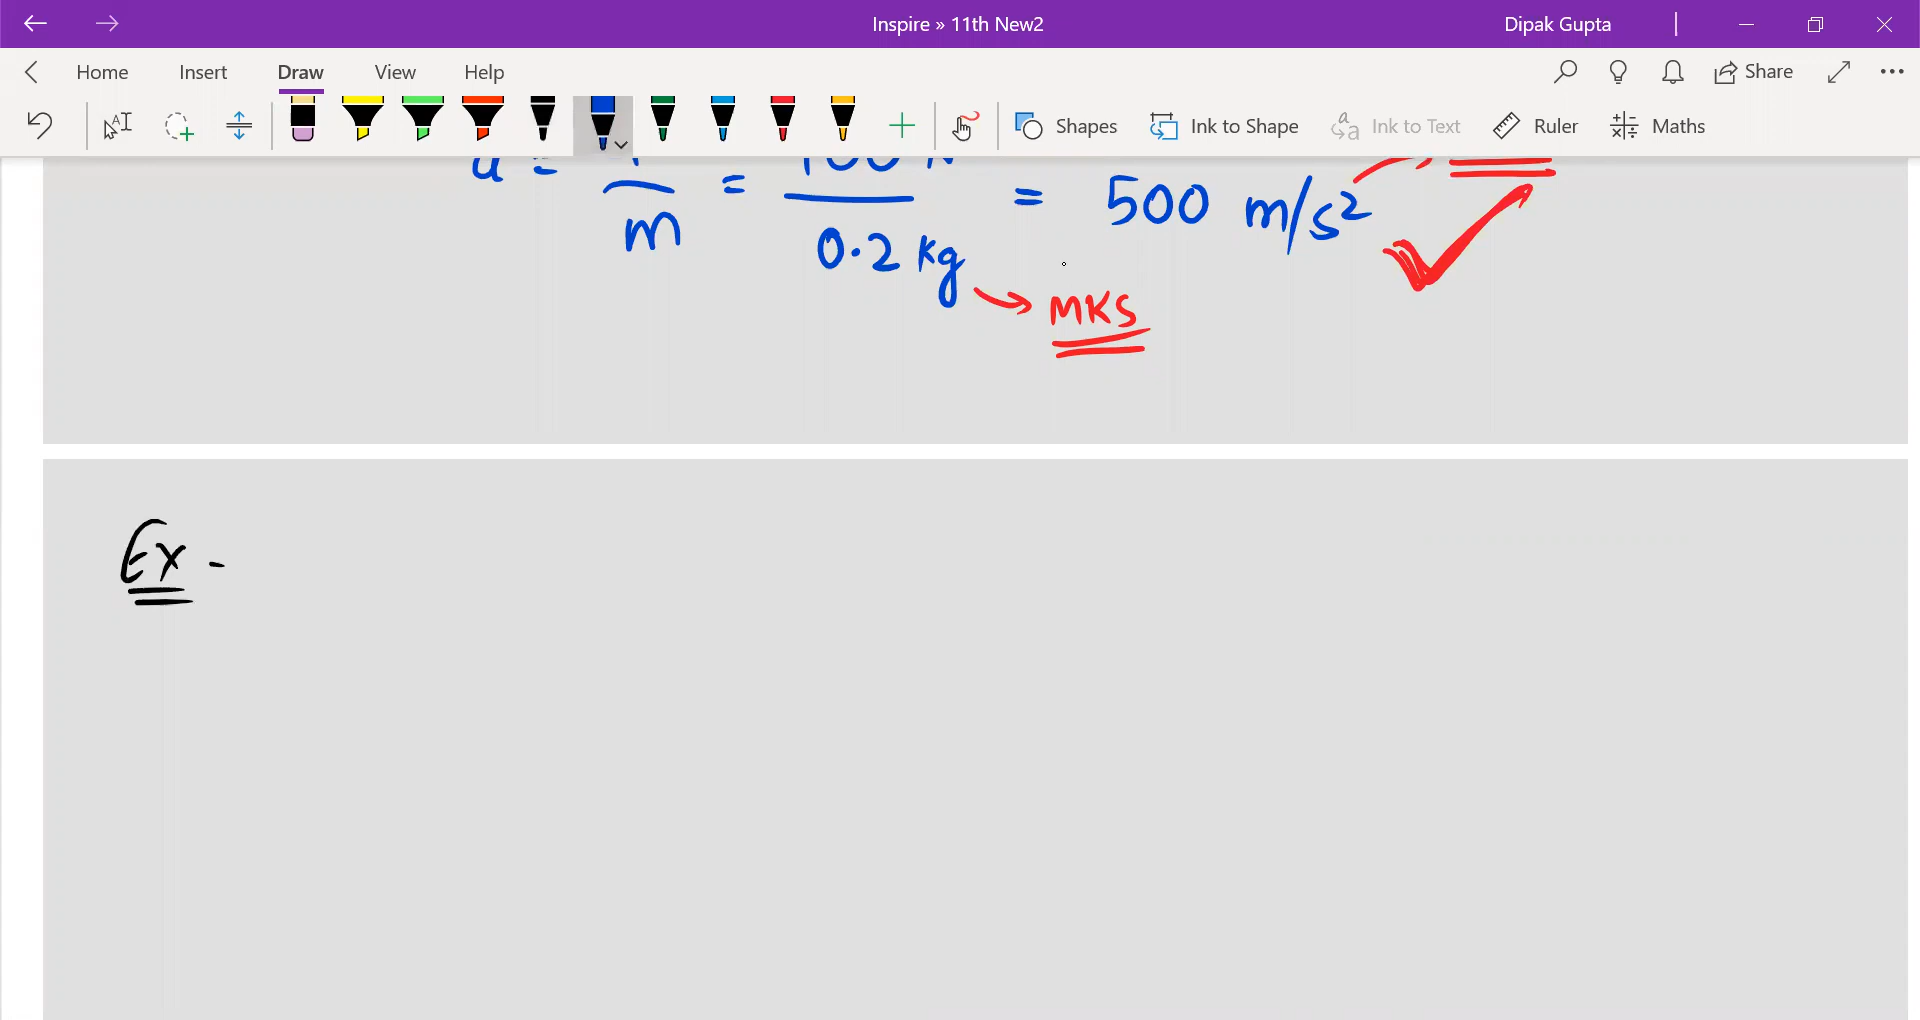 Inspire » 11th New2
Dipak Gupta
Home Insert Draw View Help
Share
Shapes Ink to Shape Ink to Text Ruler Maths
= = 100 N = 500 m/s²
m 0.2 kg
MKS
Ex -